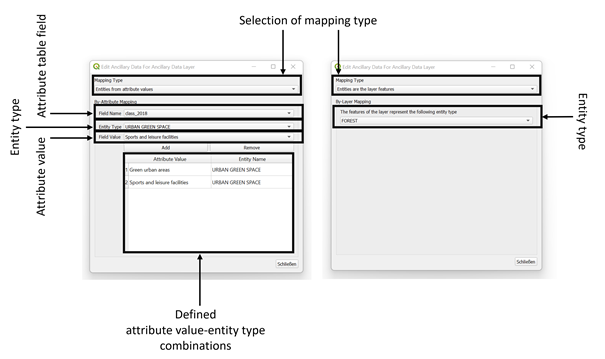 Selection of mapping type
Attribute table field
Entity type
Attribute value
Edit Ancillary Data For Ancillary Data Layer
Mapping Type
Entities from attribute values
By-Attribute Mapping
Field Name class_2018
Entity Type URBAN GREEN SPACE
Field Value Sports and leisure facilities
Add Remove
Attribute Value Entity Name
1 Green urban areas URBAN GREEN SPACE
2 Sports and leisure facilities URBAN GREEN SPACE
Schließen
Defined
attribute value-entity type
combinations
Edit Ancillary Data For Ancillary Data Layer
Mapping Type
Entities are the layer features
By-Layer Mapping
The features of the layer represent the following entity type
FOREST
Schließen
Entity type